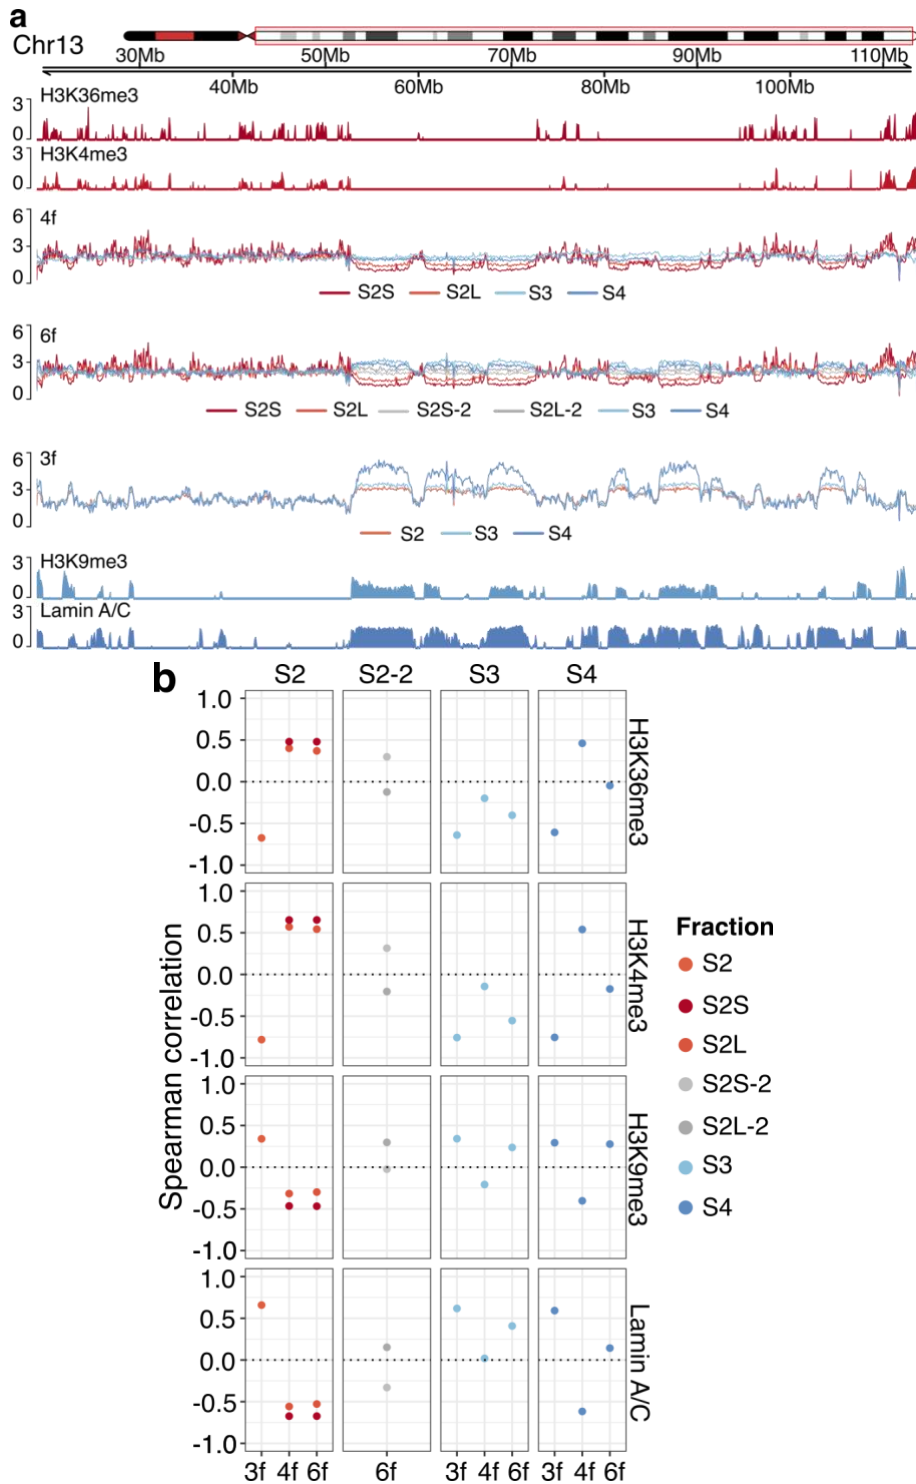 a
Chr13
30Mb 50Mb 70Mb 90Mb 110Mb
40Mb 60Mb 80Mb 100Mb
H3K36me3
3
0
H3K4me3
3
0
4f
6
3
0
S2S S2L S3 S4
6f
6
3
0
S2S S2L S2S-2 S2L-2 S3 S4
3f
6
3
0
S2 S3 S4
H3K9me3
3
0
Lamin A/C
3
0
b
S2 S2-2 S3 S4
Spearman correlation
1.0
0.5
0.0
-0.5
-1.0
H3K36me3
1.0
0.5
0.0
-0.5
-1.0
H3K4me3
1.0
0.5
0.0
-0.5
-1.0
H3K9me3
1.0
0.5
0.0
-0.5
-1.0
Lamin A/C
3f 4f 6f 6f 3f 4f 6f 3f 4f 6f
Fraction
S2
S2S
S2L
S2S-2
S2L-2
S3
S4